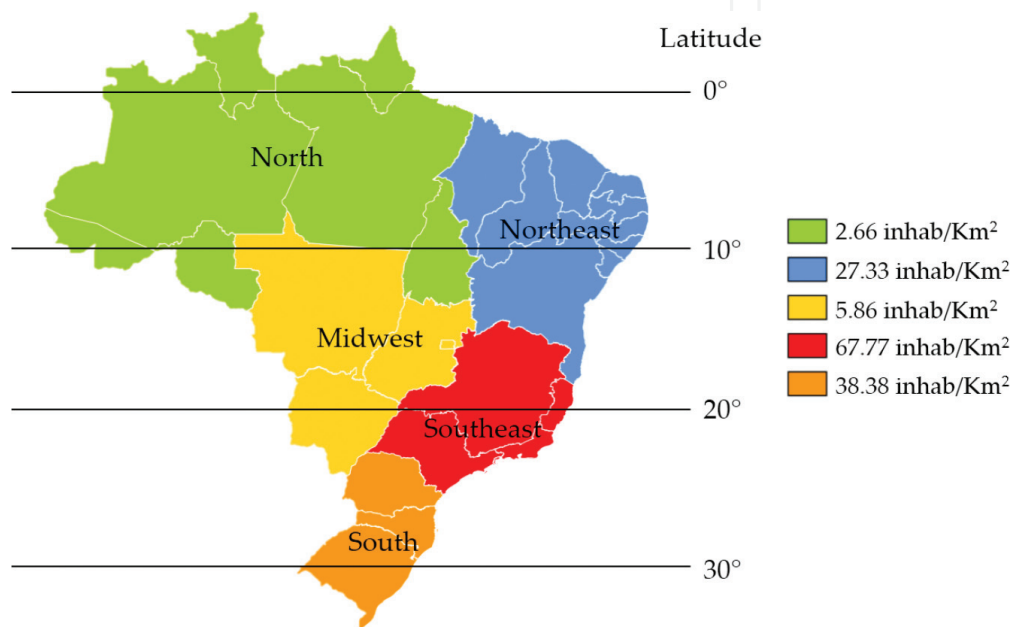 Latitude
0°
North
Northeast
2.66 inhab/Km²
10°
27.33 inhab/Km²
5.86 inhab/Km²
Midwest
67.77 inhab/Km²
38.38 inhab/Km²
20°
Southeast
South
30°